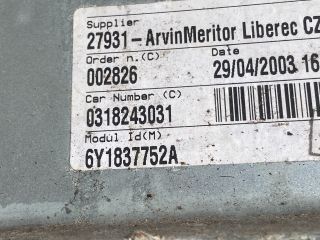 Supplier
27931-ArvinMeritor Liberec CZ
Order n.(C) Date
002826 29/04/2003 16
Car Number (C)
0318243031
Modul Id(M)
6Y1837752A